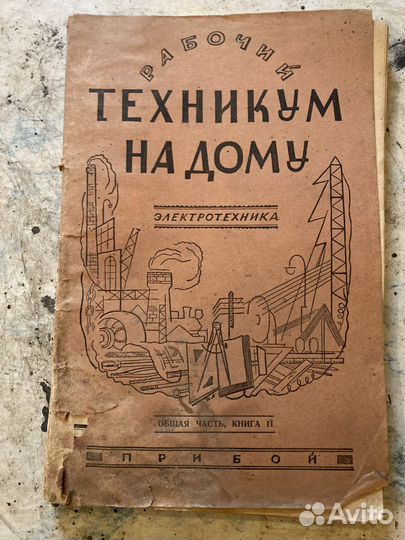 РАБОЧИЙ
ТЕХНИКУМ
НА ДОМУ
ЭЛЕКТРОТЕХНИКА
ОБЩАЯ ЧАСТЬ, КНИГА II
ПРИБОЙ
Avito